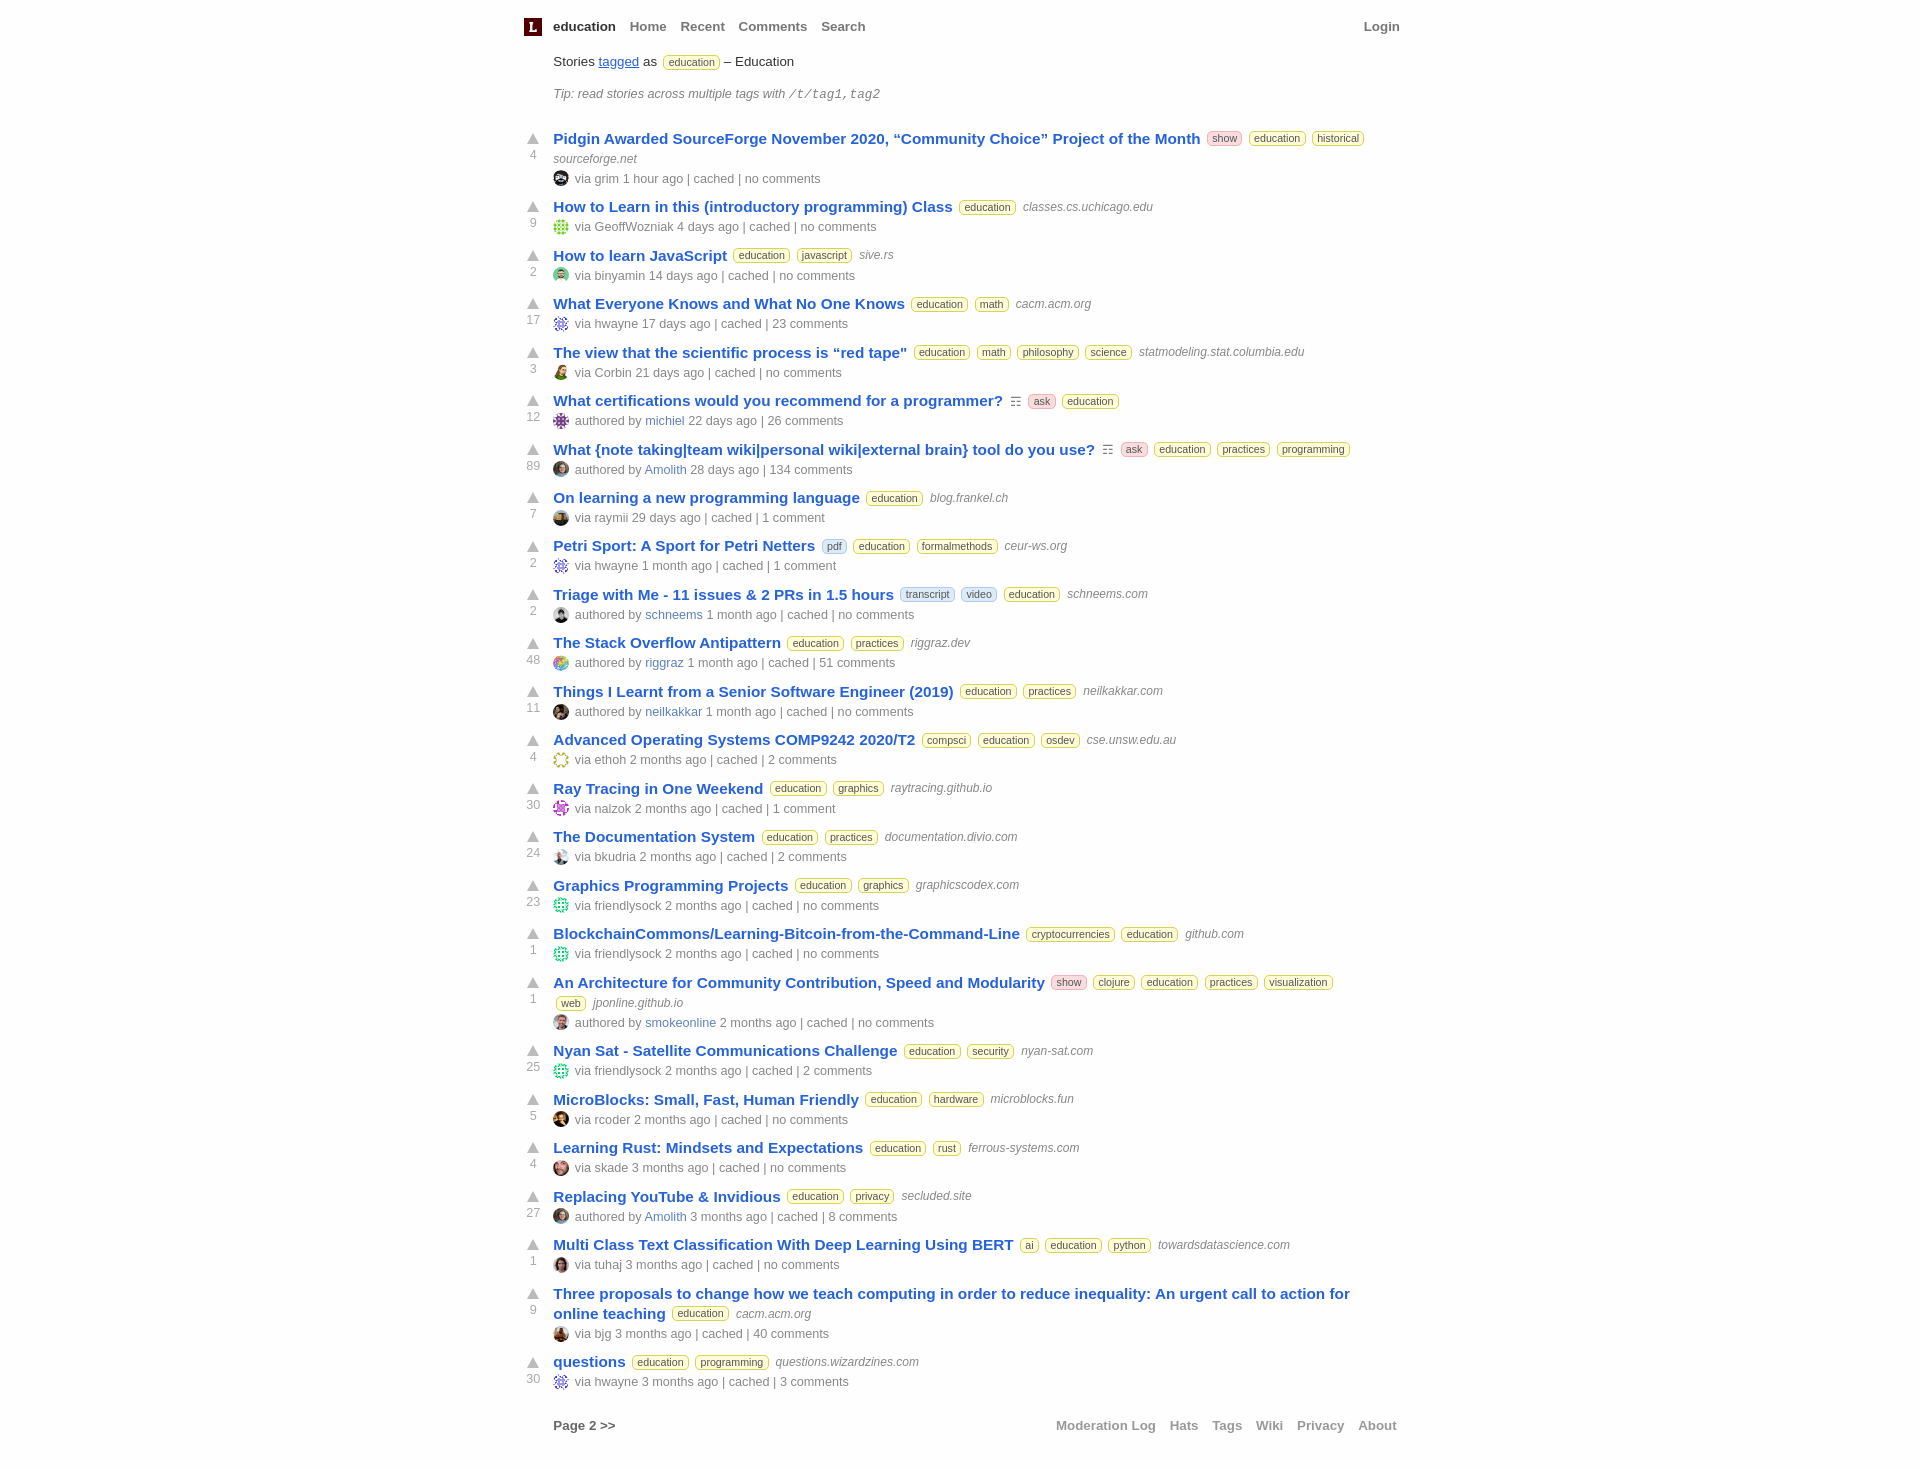 L education Home Recent Comments Search Login
Stories tagged as education – Education
Tip: read stories across multiple tags with /t/tag1,tag2
Pidgin Awarded SourceForge November 2020, “Community Choice” Project of the Month show education historical
4 sourceforge.net
via grim 1 hour ago | cached | no comments
How to Learn in this (introductory programming) Class education classes.cs.uchicago.edu
9 via GeoffWozniak 4 days ago | cached | no comments
How to learn JavaScript education javascript sive.rs
2 via binyamin 14 days ago | cached | no comments
What Everyone Knows and What No One Knows education math cacm.acm.org
17 via hwayne 17 days ago | cached | 23 comments
The view that the scientific process is “red tape" education math philosophy science statmodeling.stat.columbia.edu
3 via Corbin 21 days ago | cached | no comments
What certifications would you recommend for a programmer? ☶ ask education
12 authored by michiel 22 days ago | 26 comments
What {note taking|team wiki|personal wiki|external brain} tool do you use? ☶ ask education practices programming
89 authored by Amolith 28 days ago | 134 comments
On learning a new programming language education blog.frankel.ch
7 via raymii 29 days ago | cached | 1 comment
Petri Sport: A Sport for Petri Netters pdf education formalmethods ceur-ws.org
2 via hwayne 1 month ago | cached | 1 comment
Triage with Me - 11 issues & 2 PRs in 1.5 hours transcript video education schneems.com
2 authored by schneems 1 month ago | cached | no comments
The Stack Overflow Antipattern education practices riggraz.dev
48 authored by riggraz 1 month ago | cached | 51 comments
Things I Learnt from a Senior Software Engineer (2019) education practices neilkakkar.com
11 authored by neilkakkar 1 month ago | cached | no comments
Advanced Operating Systems COMP9242 2020/T2 compsci education osdev cse.unsw.edu.au
4 via ethoh 2 months ago | cached | 2 comments
Ray Tracing in One Weekend education graphics raytracing.github.io
30 via nalzok 2 months ago | cached | 1 comment
The Documentation System education practices documentation.divio.com
24 via bkudria 2 months ago | cached | 2 comments
Graphics Programming Projects education graphics graphicscodex.com
23 via friendlysock 2 months ago | cached | no comments
BlockchainCommons/Learning-Bitcoin-from-the-Command-Line cryptocurrencies education github.com
1 via friendlysock 2 months ago | cached | no comments
An Architecture for Community Contribution, Speed and Modularity show clojure education practices visualization
1 web jponline.github.io
authored by smokeonline 2 months ago | cached | no comments
Nyan Sat - Satellite Communications Challenge education security nyan-sat.com
25 via friendlysock 2 months ago | cached | 2 comments
MicroBlocks: Small, Fast, Human Friendly education hardware microblocks.fun
5 via rcoder 2 months ago | cached | no comments
Learning Rust: Mindsets and Expectations education rust ferrous-systems.com
4 via skade 3 months ago | cached | no comments
Replacing YouTube & Invidious education privacy secluded.site
27 authored by Amolith 3 months ago | cached | 8 comments
Multi Class Text Classification With Deep Learning Using BERT ai education python towardsdatascience.com
1 via tuhaj 3 months ago | cached | no comments
Three proposals to change how we teach computing in order to reduce inequality: An urgent call to action for
9 online teaching education cacm.acm.org
via bjg 3 months ago | cached | 40 comments
questions education programming questions.wizardzines.com
30 via hwayne 3 months ago | cached | 3 comments
Page 2 >> Moderation Log Hats Tags Wiki Privacy About